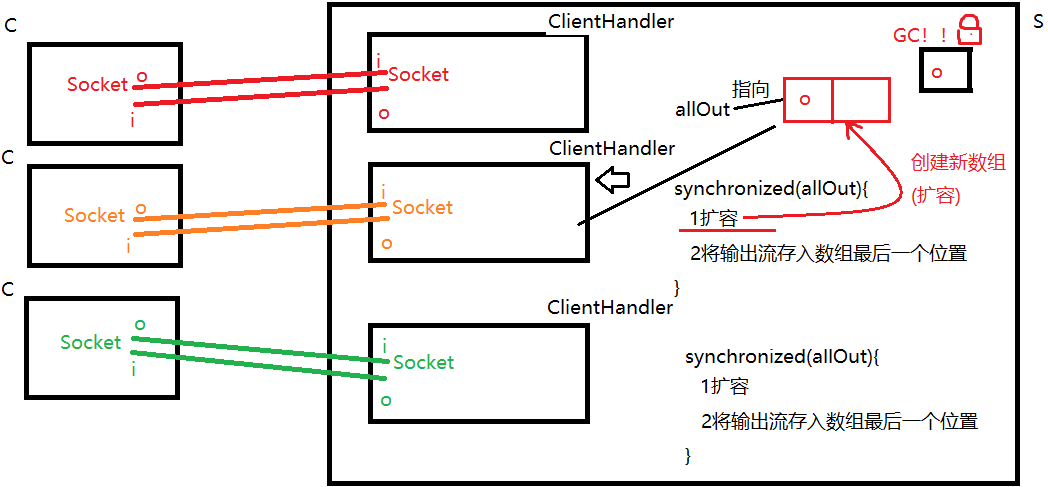 C
Socket
o
i
C
Socket
o
i
C
Socket
o
i
S
ClientHandler
i
Socket
o
ClientHandler
i
Socket
o
ClientHandler
i
Socket
o
GC！！
o
指向
allOut
o
创建新数组
(扩容)
synchronized(allOut){
1扩容
2将输出流存入数组最后一个位置
}
synchronized(allOut){
1扩容
2将输出流存入数组最后一个位置
}